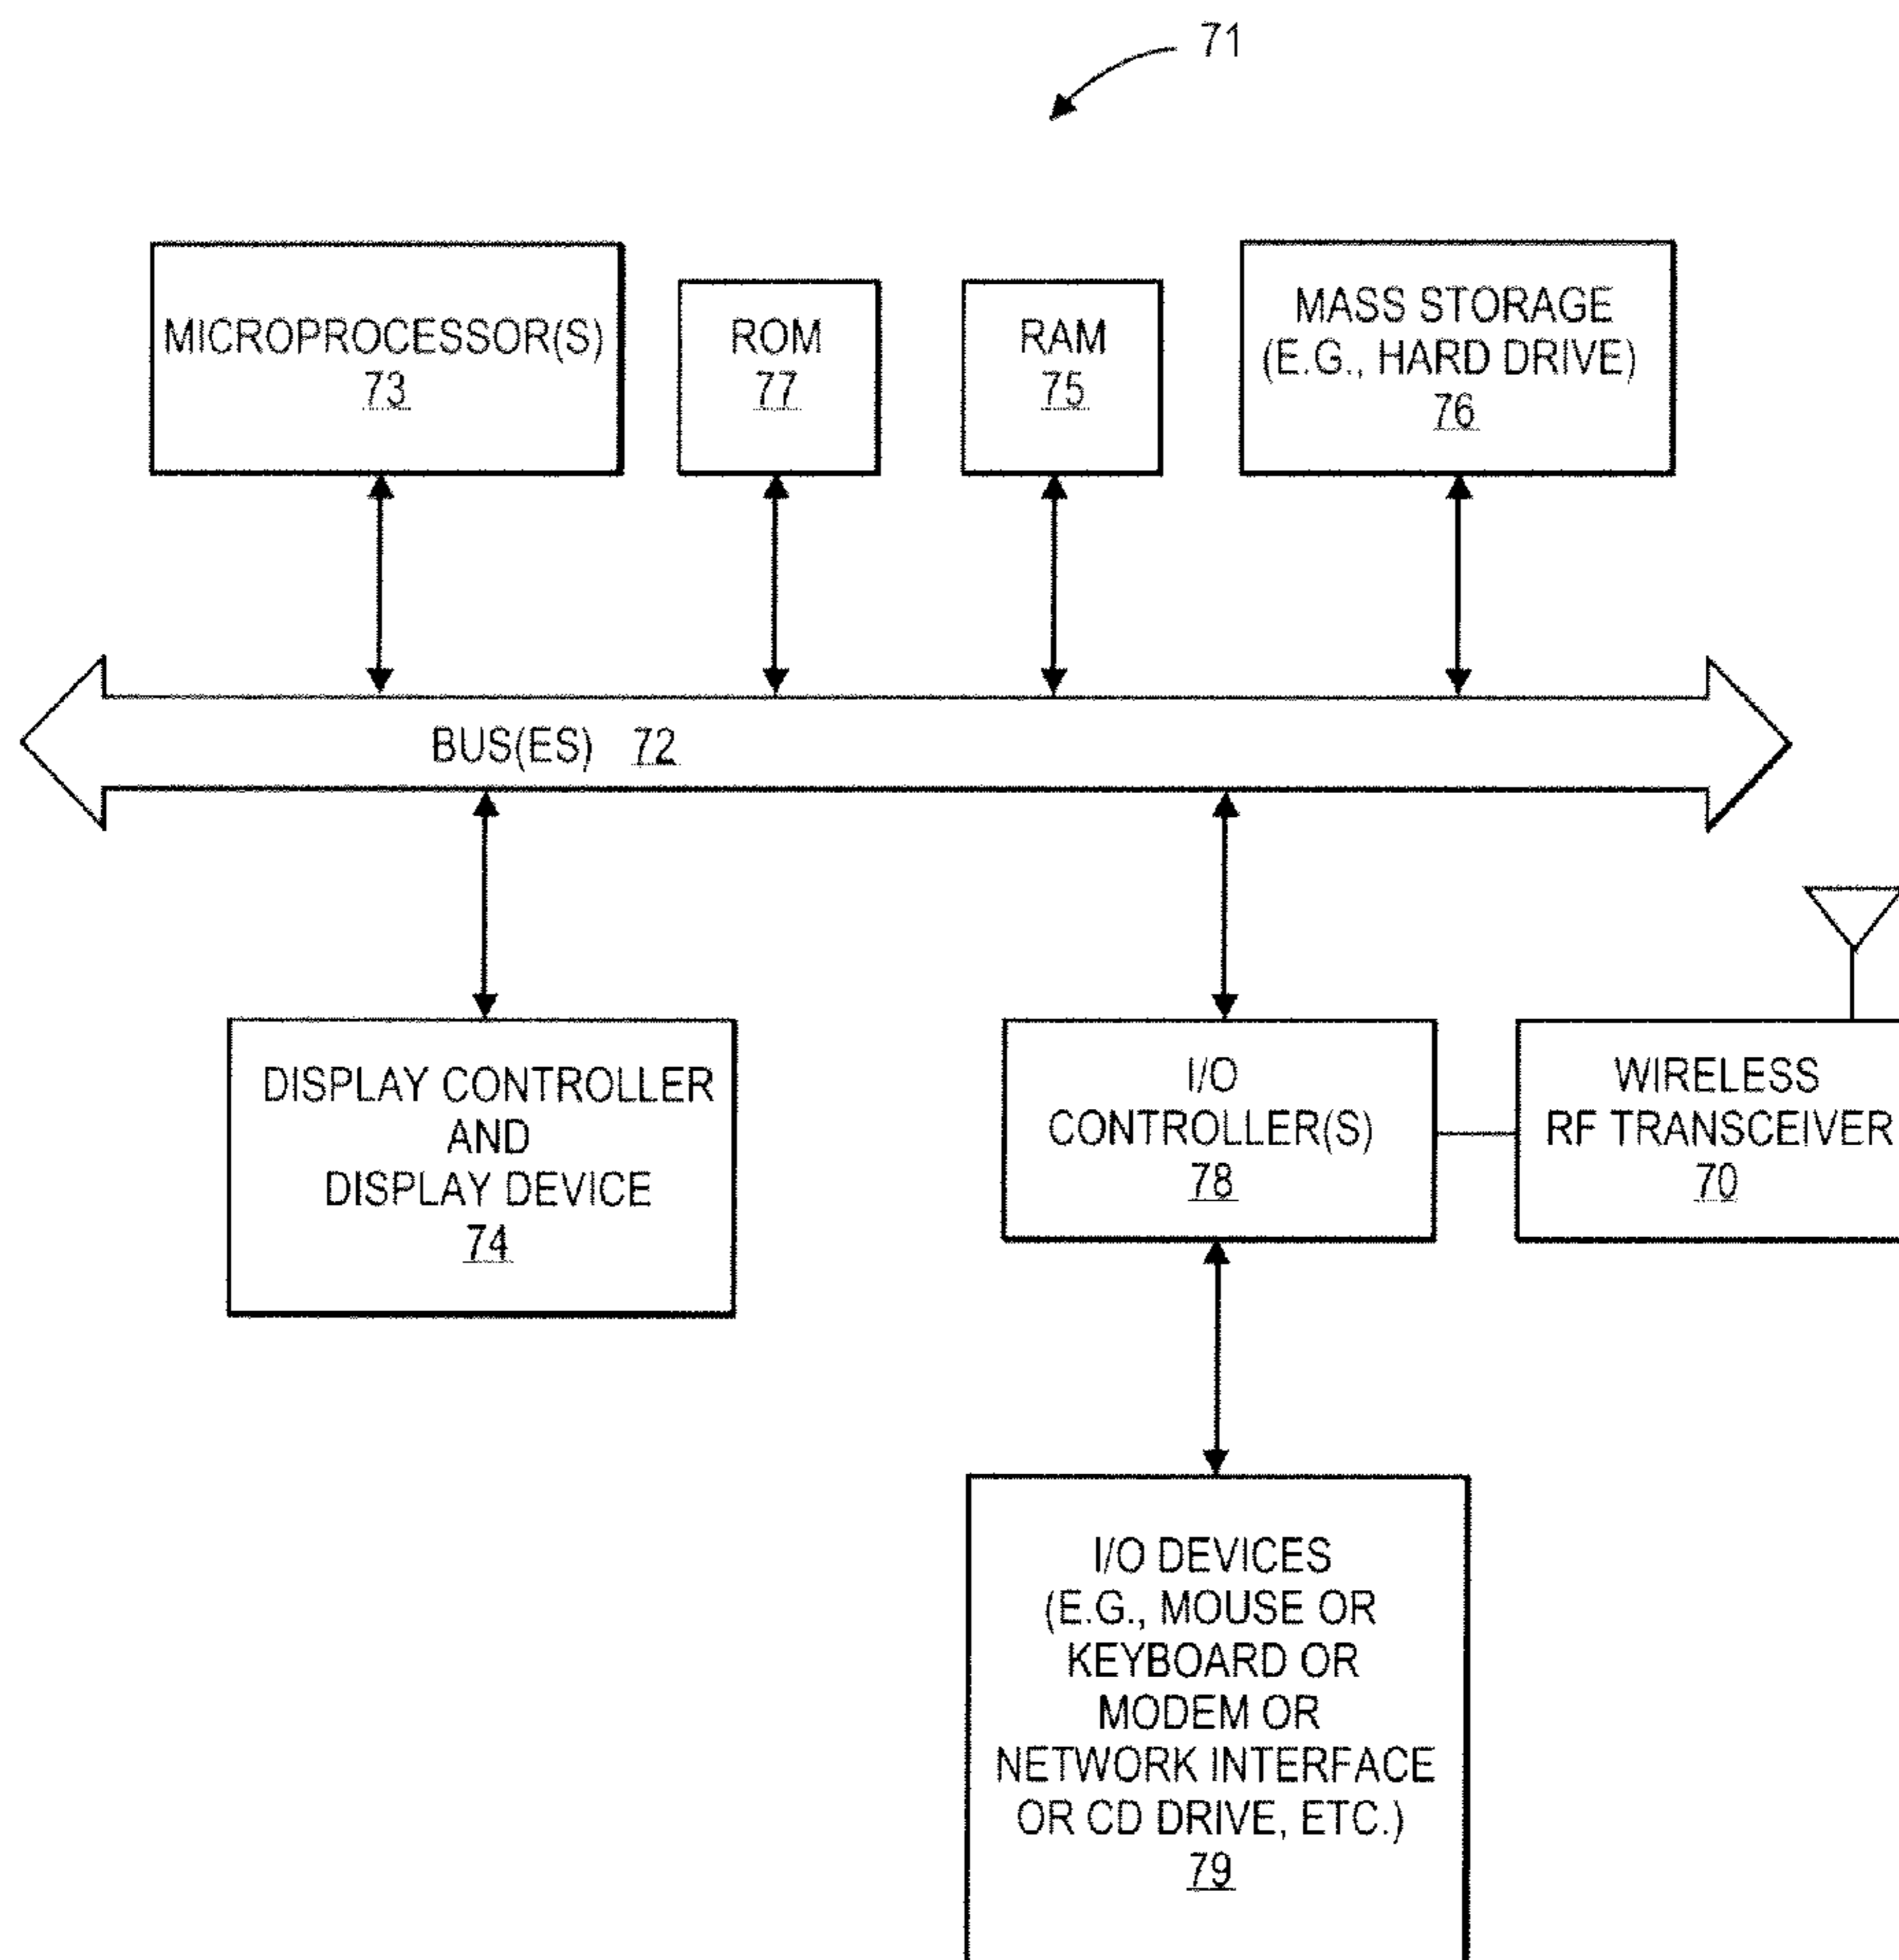 71
MICROPROCESSOR(S)
73
ROM
77
RAM
75
MASS STORAGE
(E.G., HARD DRIVE)
76
BUS(ES) 72
DISPLAY CONTROLLER
AND
DISPLAY DEVICE
74
I/O
CONTROLLER(S)
78
WIRELESS
RF TRANSCEIVER
70
I/O DEVICES
(E.G., MOUSE OR
KEYBOARD OR
MODEM OR
NETWORK INTERFACE
OR CD DRIVE, ETC.)
79